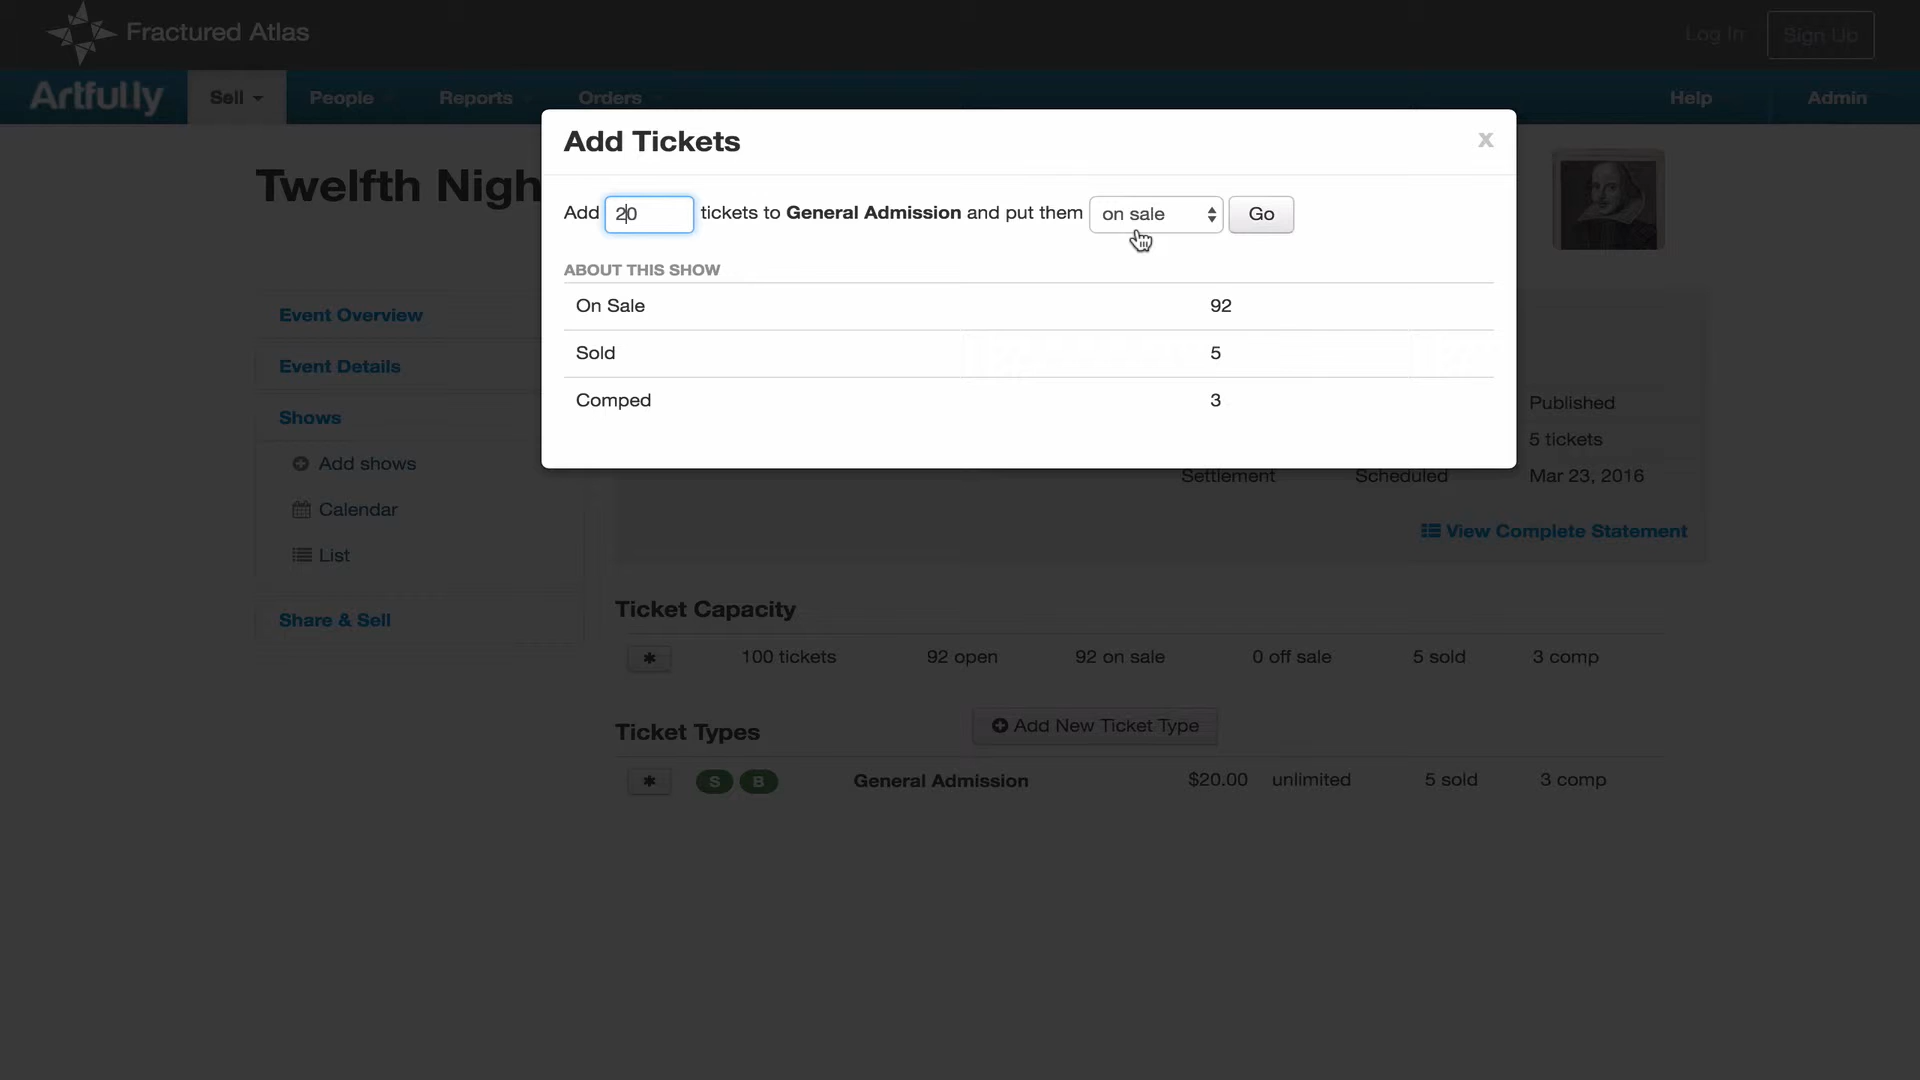 Fractured Atlas Log In Sign Up
Artful.ly Sell People Reports Orders Help Admin
Add Tickets x
Twelfth Nigh
Add 20 tickets to General Admission and put them on sale Go
ABOUT THIS SHOW
On Sale 92
Sold 5
Comped 3
Event Overview
Event Details
Shows
Add shows
Calendar
List
Share & Sell
Published
5 tickets
Settlement Scheduled Mar 23, 2016
View Complete Statement
Ticket Capacity
100 tickets 92 open 92 on sale 0 off sale 5 sold 3 comp
Ticket Types Add New Ticket Type
S B General Admission $20.00 unlimited 5 sold 3 comp